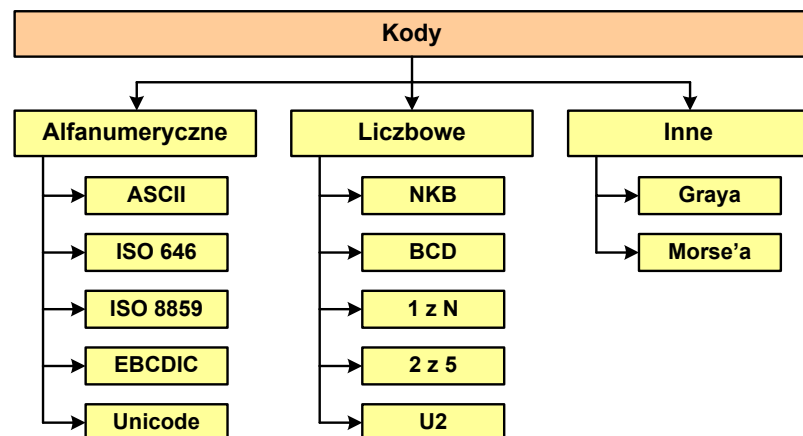 Kody
Alfanumeryczne
ASCII
ISO 646
ISO 8859
EBCDIC
Unicode
Liczbowe
NKB
BCD
1 z N
2 z 5
U2
Inne
Graya
Morse’a